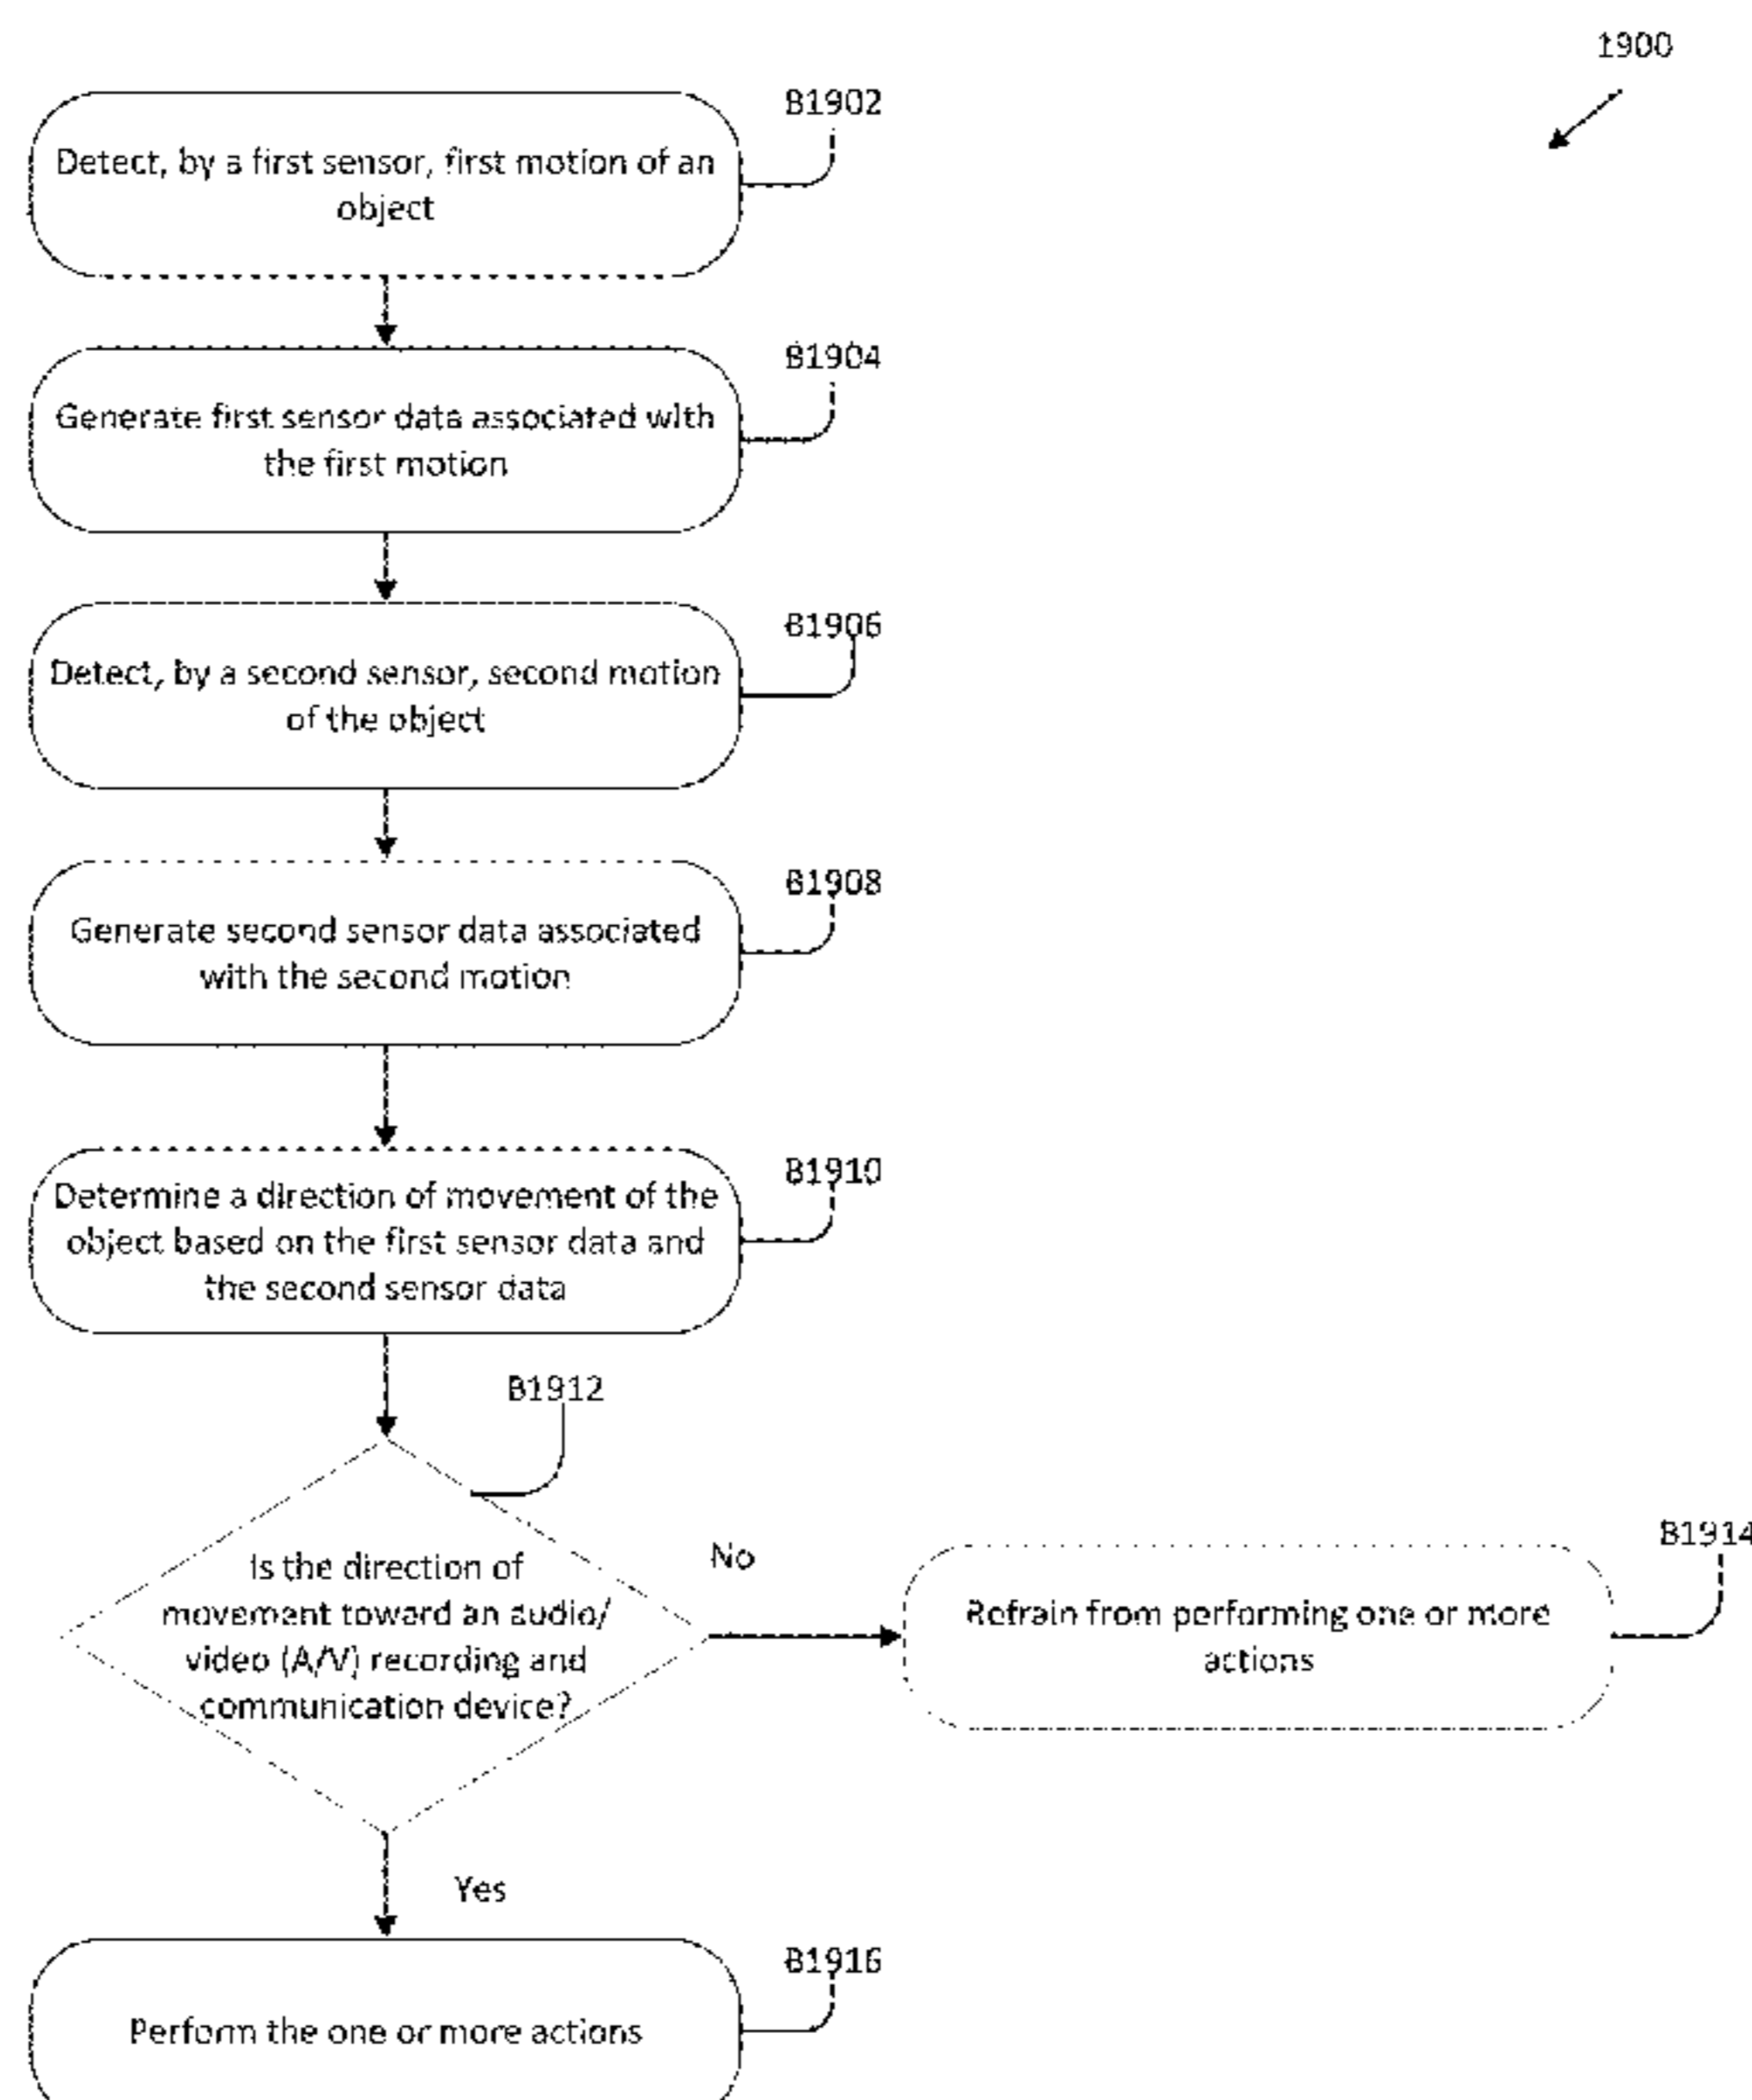 1900
B1902
Detect, by a first sensor, first motion of an
object
B1904
Generate first sensor data associated with
the first motion
B1906
Detect, by a second sensor, second motion
of the object
B1908
Generate second sensor data associated
with the second motion
B1910
Determine a direction of movement of the
object based on the first sensor data and
the second sensor data
B1912
Is the direction of
movement toward an audio/
video (A/V) recording and
communication device?
No
B1914
Refrain from performing one or more
actions
Yes
B1916
Perform the one or more actions